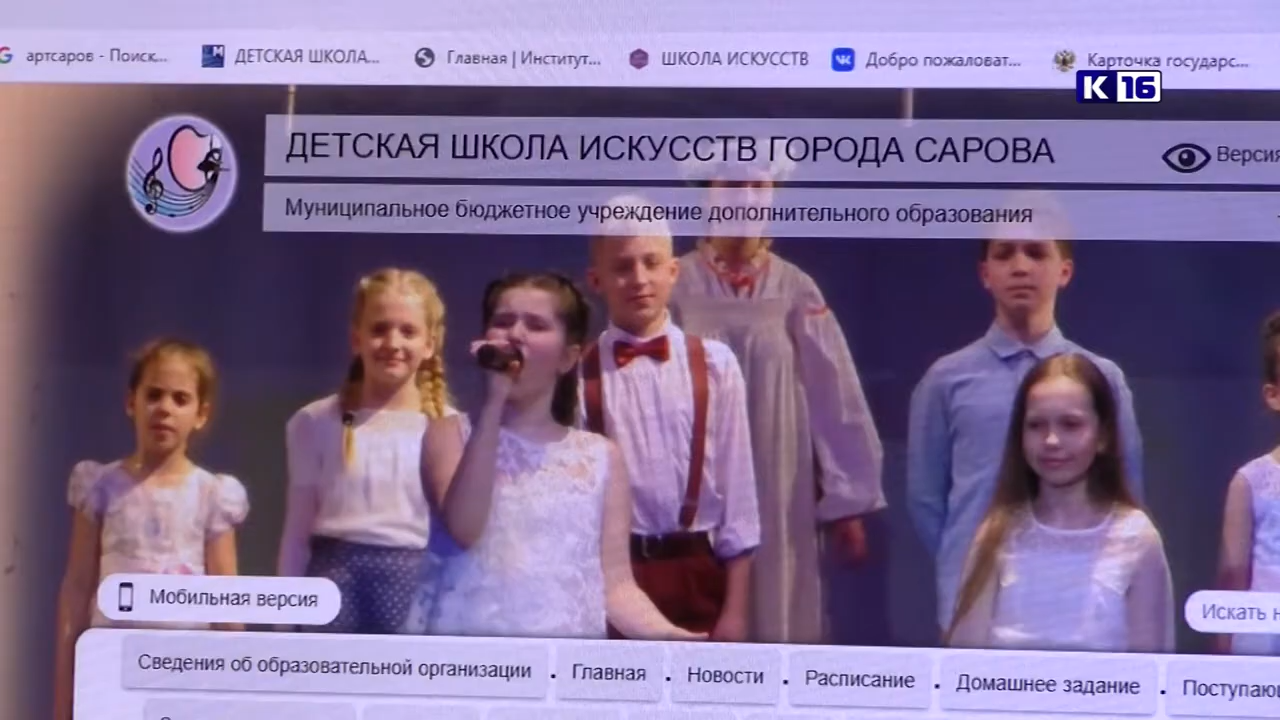 артсаров - Поиск...
ДЕТСКАЯ ШКОЛА...
Главная | Институт...
ШКОЛА ИСКУССТВ
Добро пожаловат...
Карточка государс...
К 16
ДЕТСКАЯ ШКОЛА ИСКУССТВ ГОРОДА САРОВА
Версия
Муниципальное бюджетное учреждение дополнительного образования
Мобильная версия
Искать н
Сведения об образовательной организации
Главная
Новости
Расписание
Домашнее задание
Поступаю